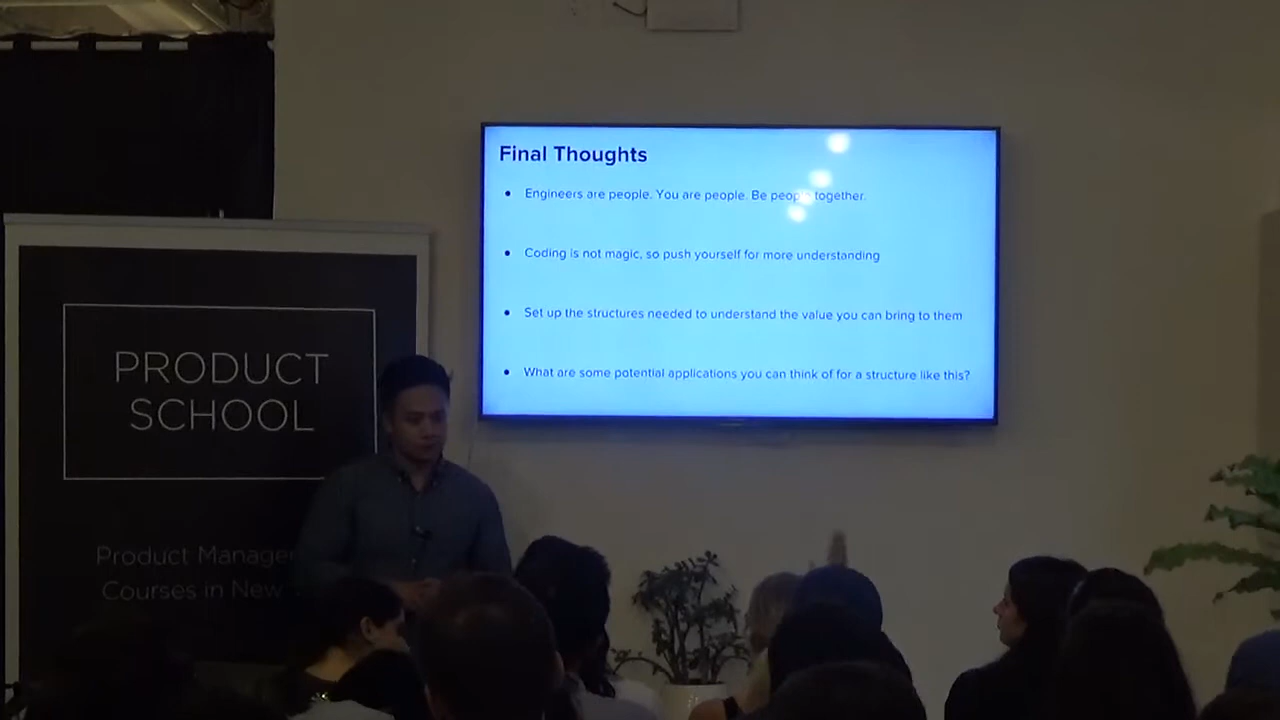 Final Thoughts
• Engineers are people. You are people. Be people together.
• Coding is not magic, so push yourself for more understanding
• Set up the structures needed to understand the value you can bring to them
• What are some potential applications you can think of for a structure like this?
PRODUCT
SCHOOL
Product Manage
Courses in New